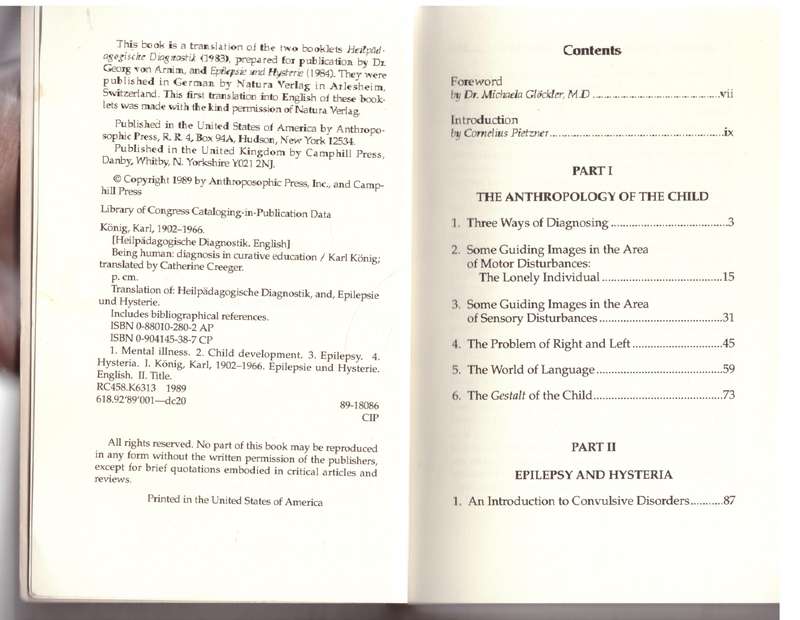 This book is a translation of the two booklets Heilpäd-
agogische Diagnostik (1983), prepared for publication by Dr.
Georg von Arnim, and Epilepsie und Hysterie (1984). They were
published in German by Natura Verlag in Arlesheim,
Switzerland. This first translation into English of these book-
lets was made with the kind permission of Natura Verlag.
Published in the United States of America by Anthropo-
sophic Press, R. R. 4, Box 94A, Hudson, New York 12534.
Published in the United Kingdom by Camphill Press,
Danby, Whitby, N. Yorkshire Y021 2NJ.
© Copyright 1989 by Anthroposophic Press, Inc., and Camp-
hill Press
Library of Congress Cataloging-in-Publication Data
König, Karl, 1902–1966.
[Heilpädagogische Diagnostik. English]
Being human: diagnosis in curative education / Karl König;
translated by Catherine Creeger.
p. cm.
Translation of: Heilpädagogische Diagnostik, and, Epilepsie
und Hysterie.
Includes bibliographical references.
ISBN 0-88010-280-2 AP
ISBN 0-904145-38-7 CP
1. Mental illness. 2. Child development. 3. Epilepsy. 4.
Hysteria. I. König, Karl, 1902–1966. Epilepsie und Hysterie.
English. II. Title.
RC458.K6313 1989
618.92'89'001—dc20
89-18086
CIP
All rights reserved. No part of this book may be reproduced
in any form without the written permission of the publishers,
except for brief quotations embodied in critical articles and
reviews.
Printed in the United States of America
Contents
Foreword
by Dr. Michaela Glöckler, M.D ..........vii
Introduction
by Cornelius Pietzner..........ix
PART I
THE ANTHROPOLOGY OF THE CHILD
1. Three Ways of Diagnosing..........3
2. Some Guiding Images in the Area
of Motor Disturbances:
The Lonely Individual..........15
3. Some Guiding Images in the Area
of Sensory Disturbances..........31
4. The Problem of Right and Left..........45
5. The World of Language..........59
6. The Gestalt of the Child..........73
PART II
EPILEPSY AND HYSTERIA
1. An Introduction to Convulsive Disorders..........87